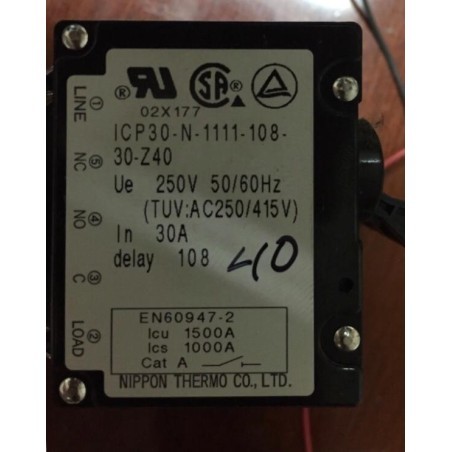 02X177
ICP30-N-1111-108-
30-Z40
Ue 250V 50/60Hz
(TUV:AC250/415V)
In 30A
delay 108
40
EN60947-2
Icu 1500A
Ics 1000A
Cat A
NIPPON THERMO CO., LTD.
① LINE
⑤ NC
④ NO
③ C
② LOAD